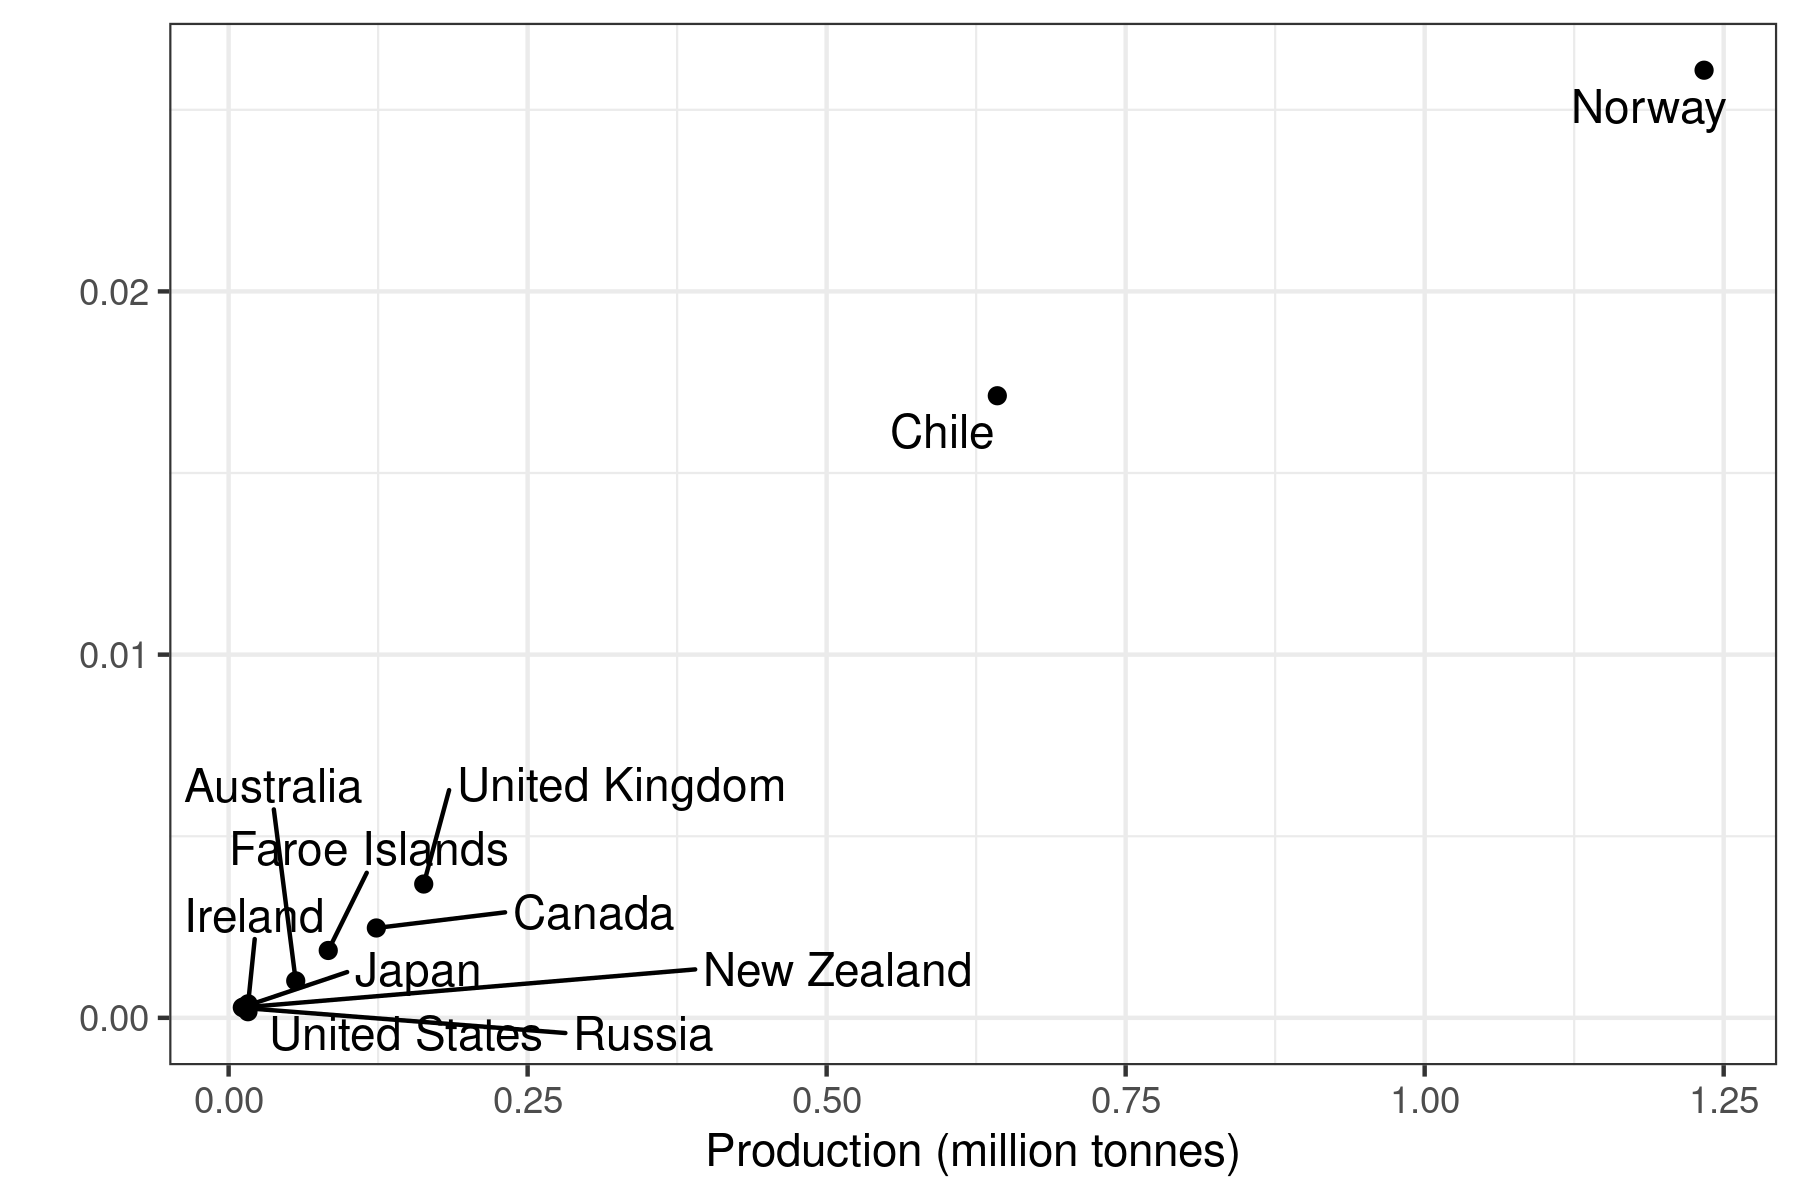 Norway
0.02
Chile
0.01
Australia
United Kingdom
Faroe Islands
Ireland
Canada
Japan
New Zealand
0.00
United States
Russia
0.00 0.25 0.50 0.75 1.00 1.25
Production (million tonnes)